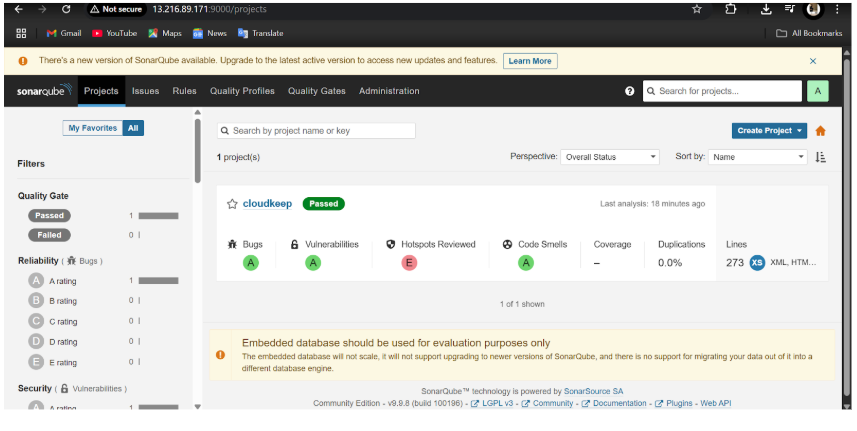 Not secure 13.216.89.171:9000/projects
Gmail YouTube Maps News Translate All Bookmarks
There's a new version of SonarQube available. Upgrade to the latest active version to access new updates and features. Learn More
sonarqube Projects Issues Rules Quality Profiles Quality Gates Administration Search for projects... A
My Favorites All
Filters
Quality Gate
Passed 1
Failed 0
Reliability ( Bugs )
A A rating 1
B B rating 0
C C rating 0
D D rating 0
E E rating 0
Security ( Vulnerabilities )
A A rating 1
Search by project name or key
Create Project
1 project(s)
Perspective: Overall Status Sort by: Name
cloudkeep Passed Last analysis: 18 minutes ago
Bugs Vulnerabilities Hotspots Reviewed Code Smells Coverage Duplications Lines
A A E A – 0.0% 273 XS XML, HTM...
1 of 1 shown
Embedded database should be used for evaluation purposes only
The embedded database will not scale, it will not support upgrading to newer versions of SonarQube, and there is no support for migrating your data out of it into a
different database engine.
SonarQube™ technology is powered by SonarSource SA
Community Edition - v9.9.8 (build 100196) - LGPL v3 - Community - Documentation - Plugins - Web API